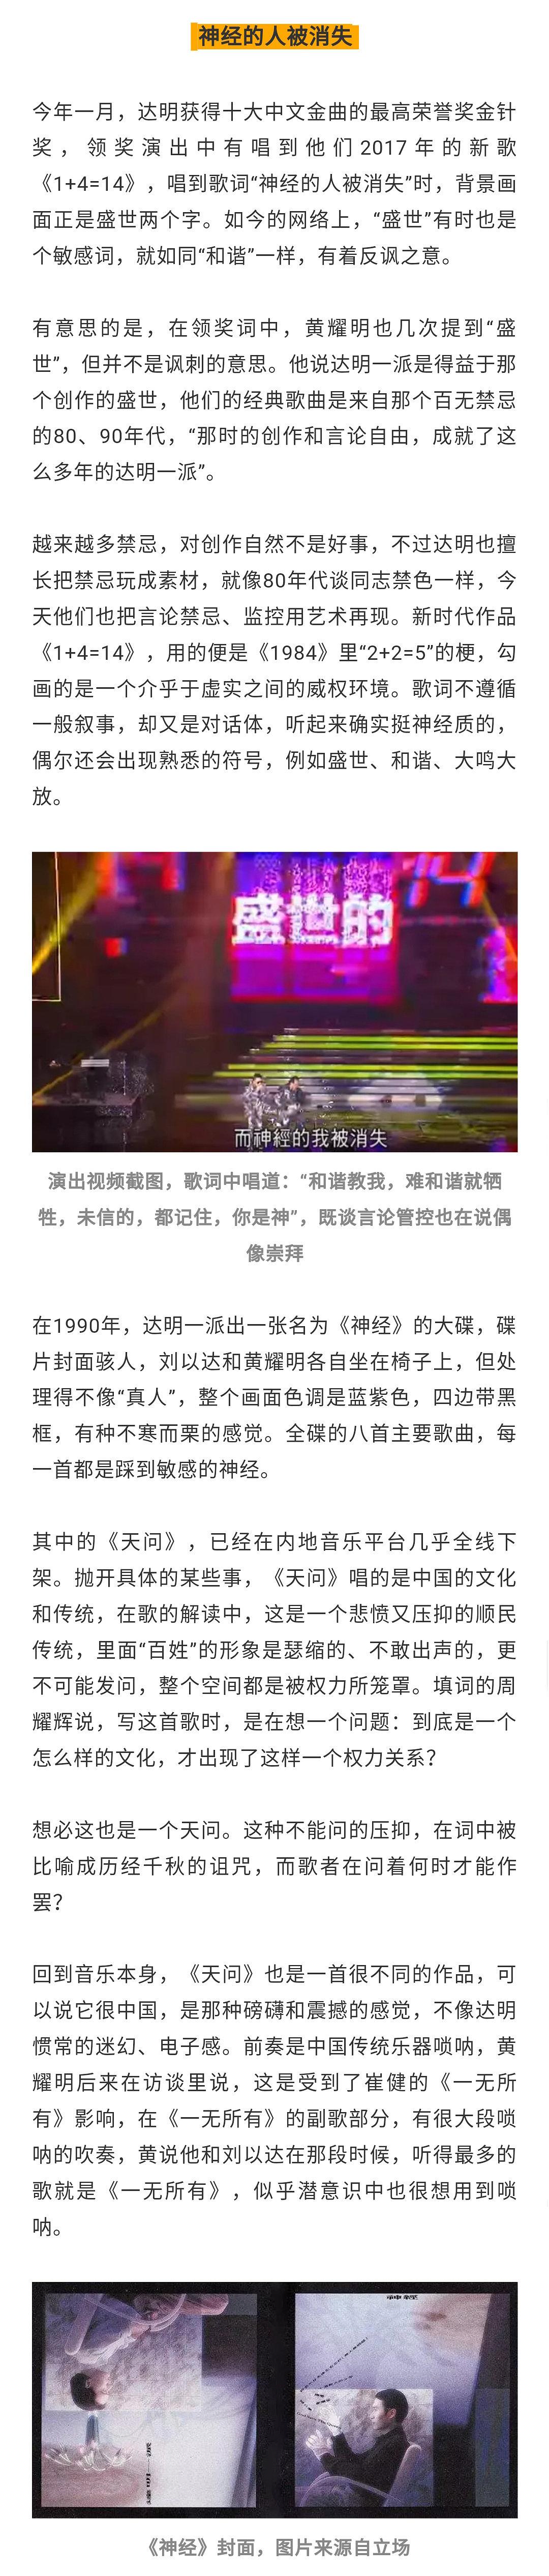 神经的人被消失
今年一月，达明获得十大中文金曲的最高荣誉奖金针
奖，领奖演出中有唱到他们2017年的新歌
《1+4=14》，唱到歌词“神经的人被消失”时，背景画
面正是盛世两个字。如今的网络上，“盛世”有时也是
个敏感词，就如同“和谐”一样，有着反讽之意。
有意思的是，在领奖词中，黄耀明也几次提到“盛
世”，但并不是讽刺的意思。他说达明一派是得益于那
个创作的盛世，他们的经典歌曲是来自那个百无禁忌
的80、90年代，“那时的创作和言论自由，成就了这
么多年的达明一派”。
越来越多禁忌，对创作自然不是好事，不过达明也擅
长把禁忌玩成素材，就像80年代谈同志禁色一样，今
天他们也把言论禁忌、监控用艺术再现。新时代作品
《1+4=14》，用的便是《1984》里“2+2=5”的梗，勾
画的是一个介乎于虚实之间的威权环境。歌词不遵循
一般叙事，却又是对话体，听起来确实挺神经质的，
偶尔还会出现熟悉的符号，例如盛世、和谐、大鸣大
放。
14
盛世的
而神經的我被消失
演出视频截图，歌词中唱道：“和谐教我，难和谐就牺
牲，未信的，都记住，你是神”，既谈言论管控也在说偶
像崇拜
在1990年，达明一派出一张名为《神经》的大碟，碟
片封面骇人，刘以达和黄耀明各自坐在椅子上，但处
理得不像“真人”，整个画面色调是蓝紫色，四边带黑
框，有种不寒而栗的感觉。全碟的八首主要歌曲，每
一首都是踩到敏感的神经。
其中的《天问》，已经在内地音乐平台几乎全线下
架。抛开具体的某些事，《天问》唱的是中国的文化
和传统，在歌的解读中，这是一个悲愤又压抑的顺民
传统，里面“百姓”的形象是瑟缩的、不敢出声的，更
不可能发问，整个空间都是被权力所笼罩。填词的周
耀辉说，写这首歌时，是在想一个问题：到底是一个
怎么样的文化，才出现了这样一个权力关系？
想必这也是一个天问。这种不能问的压抑，在词中被
比喻成历经千秋的诅咒，而歌者在问着何时才能作
罢？
回到音乐本身，《天问》也是一首很不同的作品，可
以说它很中国，是那种磅礴和震撼的感觉，不像达明
惯常的迷幻、电子感。前奏是中国传统乐器唢呐，黄
耀明后来在访谈里说，这是受到了崔健的《一无所
有》影响，在《一无所有》的副歌部分，有很大段唢
呐的吹奏，黄说他和刘以达在那段时候，听得最多的
歌就是《一无所有》，似乎潜意识中也很想用到唢
呐。
神經
《神经》封面，图片来源自立场